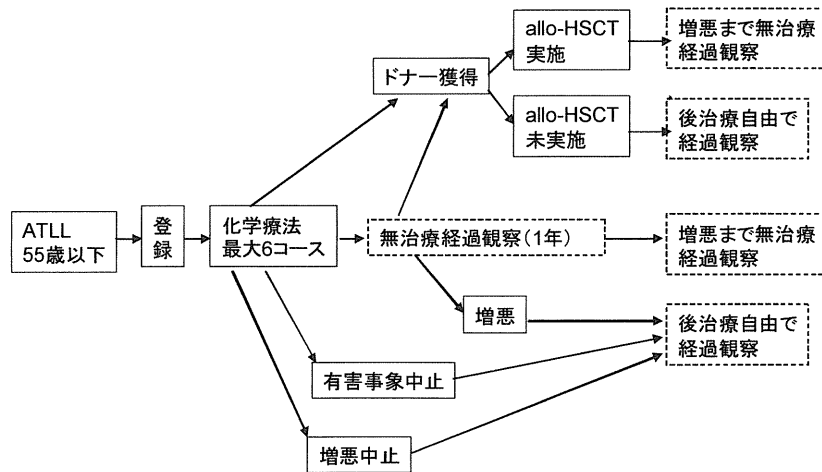 allo-HSCT
実施
増悪まで無治療
経過観察
ドナー獲得
allo-HSCT
未実施
後治療自由で
経過観察
ATLL
55歳以下
登
録
化学療法
最大6コース
無治療経過観察(1年)
増悪まで無治療
経過観察
増悪
後治療自由で
経過観察
有害事象中止
増悪中止